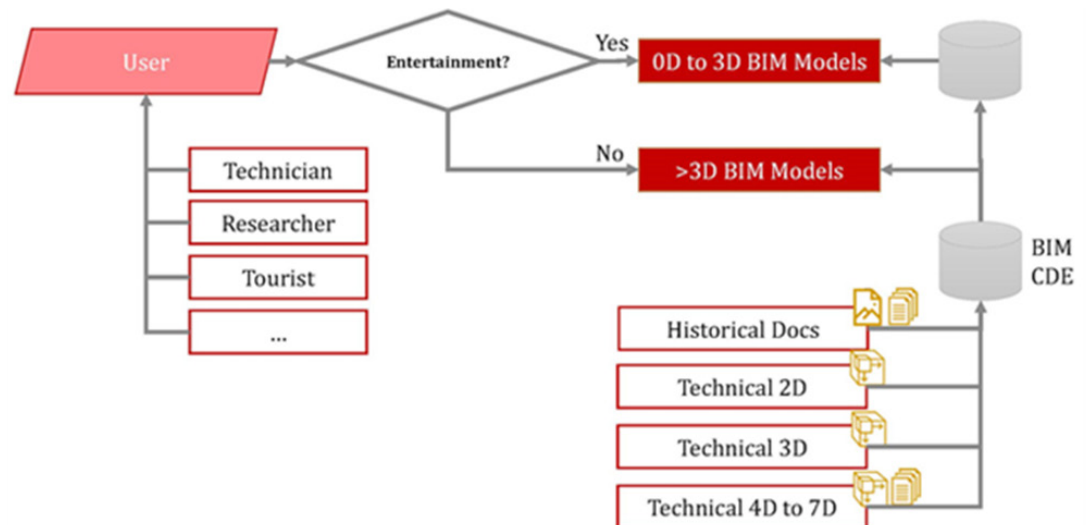 User
Entertainment?
Yes
0D to 3D BIM Models
No
>3D BIM Models
Technician
Researcher
Tourist
...
BIM
CDE
Historical Docs
Technical 2D
Technical 3D
Technical 4D to 7D